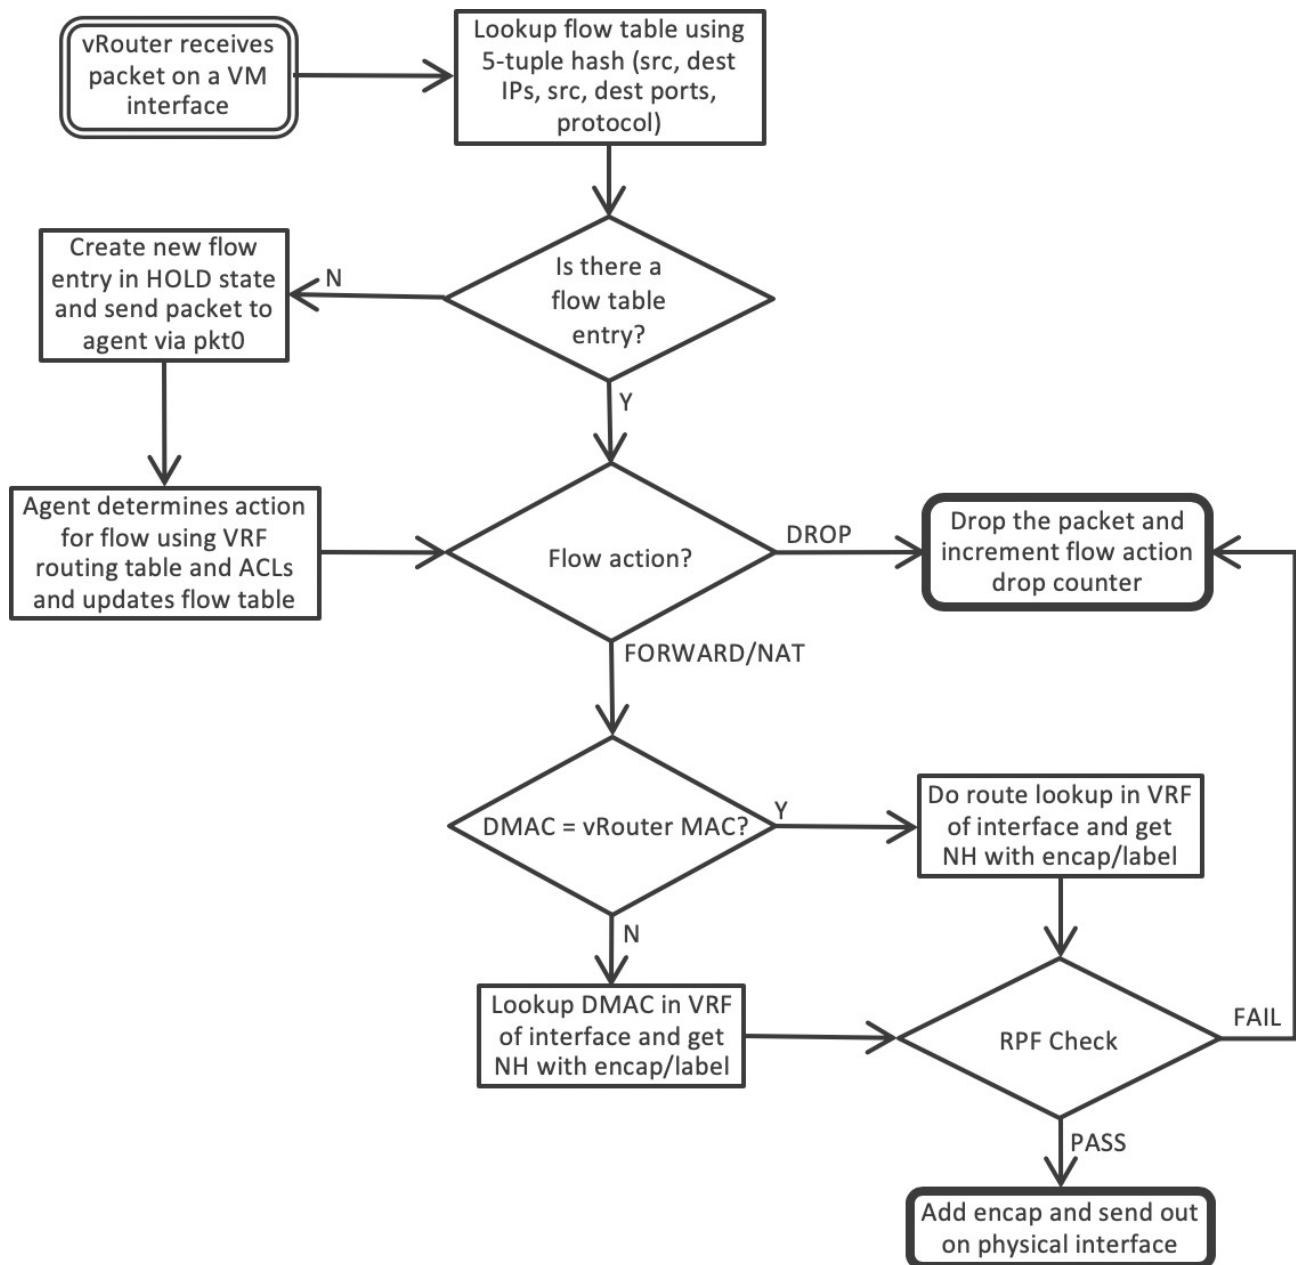 vRouter receives
packet on a VM
interface
Lookup flow table using
5-tuple hash (src, dest
IPs, src, dest ports,
protocol)
Is there a
flow table
entry?
N
Create new flow
entry in HOLD state
and send packet to
agent via pkt0
Y
Agent determines action
for flow using VRF
routing table and ACLs
and updates flow table
Flow action?
DROP
Drop the packet and
increment flow action
drop counter
FORWARD/NAT
DMAC = vRouter MAC?
Y
Do route lookup in VRF
of interface and get
NH with encap/label
N
Lookup DMAC in VRF
of interface and get
NH with encap/label
RPF Check
FAIL
PASS
Add encap and send out
on physical interface